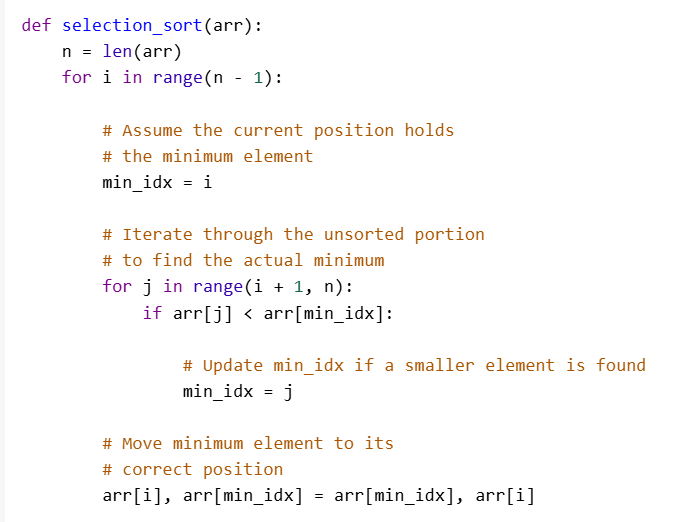 def selection_sort(arr):
    n = len(arr)
    for i in range(n - 1):
        # Assume the current position holds
        # the minimum element
        min_idx = i
        # Iterate through the unsorted portion
        # to find the actual minimum
        for j in range(i + 1, n):
            if arr[j] < arr[min_idx]:
                # Update min_idx if a smaller element is found
                min_idx = j
        # Move minimum element to its
        # correct position
        arr[i], arr[min_idx] = arr[min_idx], arr[i]